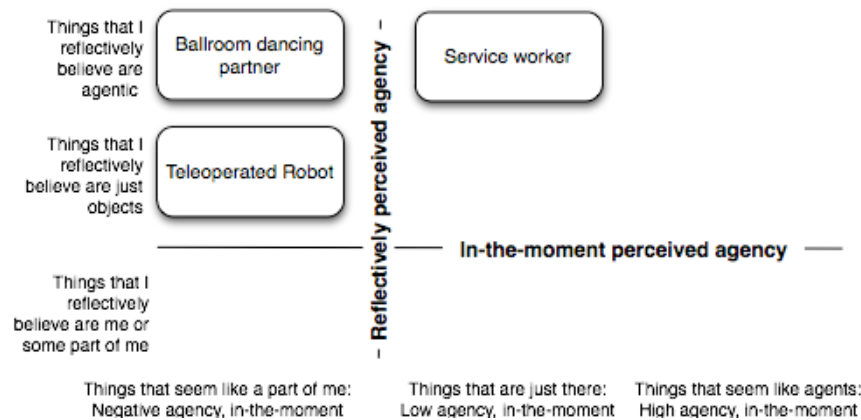 Things that I
reflectively
believe are
agentic
Ballroom dancing
partner
Service worker
Things that I
reflectively
believe are just
objects
Teleoperated Robot
– Reflectively perceived agency –
In-the-moment perceived agency
Things that I
reflectively
believe are me or
some part of me
Things that seem like a part of me:
Negative agency, in-the-moment
Things that are just there:
Low agency, in-the-moment
Things that seem like agents:
High agency, in-the-moment